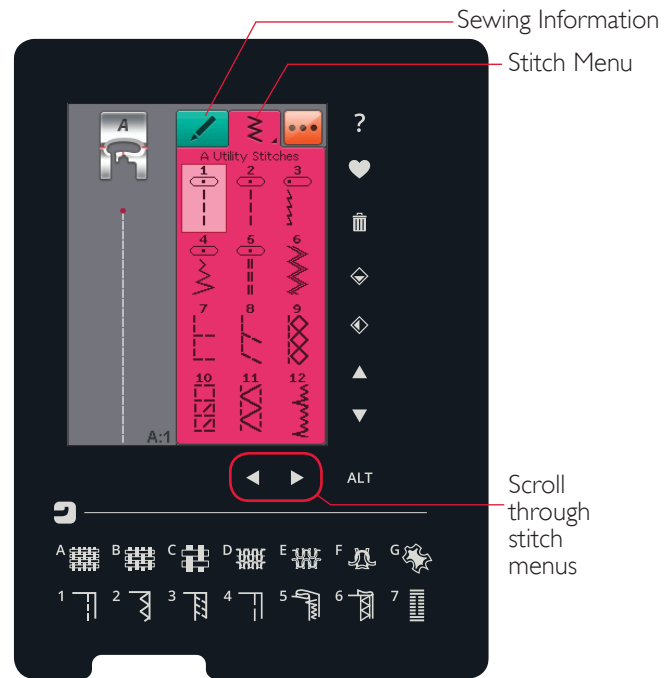 Sewing Information
Stitch Menu
A
?
A Utility Stitches
1 2 3
4 5 6
7 8 9
10 11 12
A:1
ALT
Scroll
through
stitch
menus
A B C D E F G
1 2 3 4 5 6 7